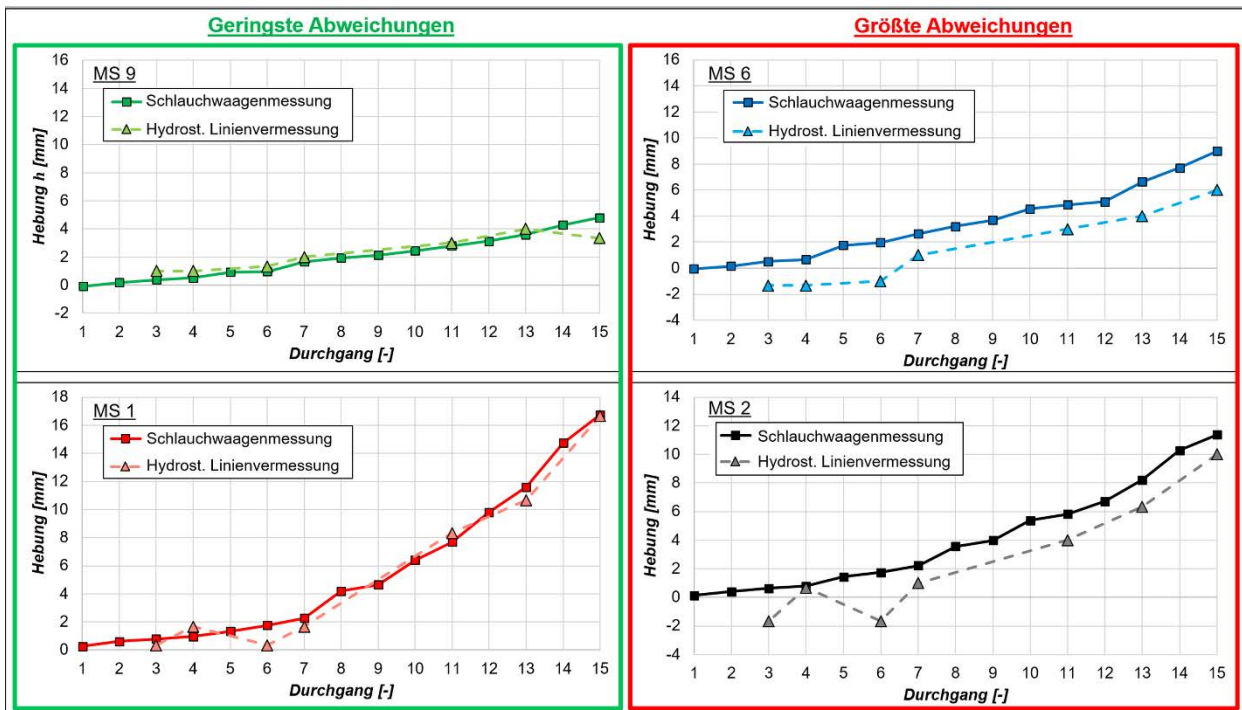 Geringste Abweichungen
Größte Abweichungen
MS 9
Schlauchwaagenmessung
Hydrost. Linienvermessung
Hebung h [mm]
16
14
12
10
8
6
4
2
0
-2
1 2 3 4 5 6 7 8 9 10 11 12 13 14 15
Durchgang [-]
MS 6
Schlauchwaagenmessung
Hydrost. Linienvermessung
Hebung [mm]
16
14
12
10
8
6
4
2
0
-2
-4
1 2 3 4 5 6 7 8 9 10 11 12 13 14 15
Durchgang [-]
MS 1
Schlauchwaagenmessung
Hydrost. Linienvermessung
Hebung [mm]
18
16
14
12
10
8
6
4
2
0
1 2 3 4 5 6 7 8 9 10 11 12 13 14 15
Durchgang [-]
MS 2
Schlauchwaagenmessung
Hydrost. Linienvermessung
Hebung [mm]
14
12
10
8
6
4
2
0
-2
-4
1 2 3 4 5 6 7 8 9 10 11 12 13 14 15
Durchgang [-]